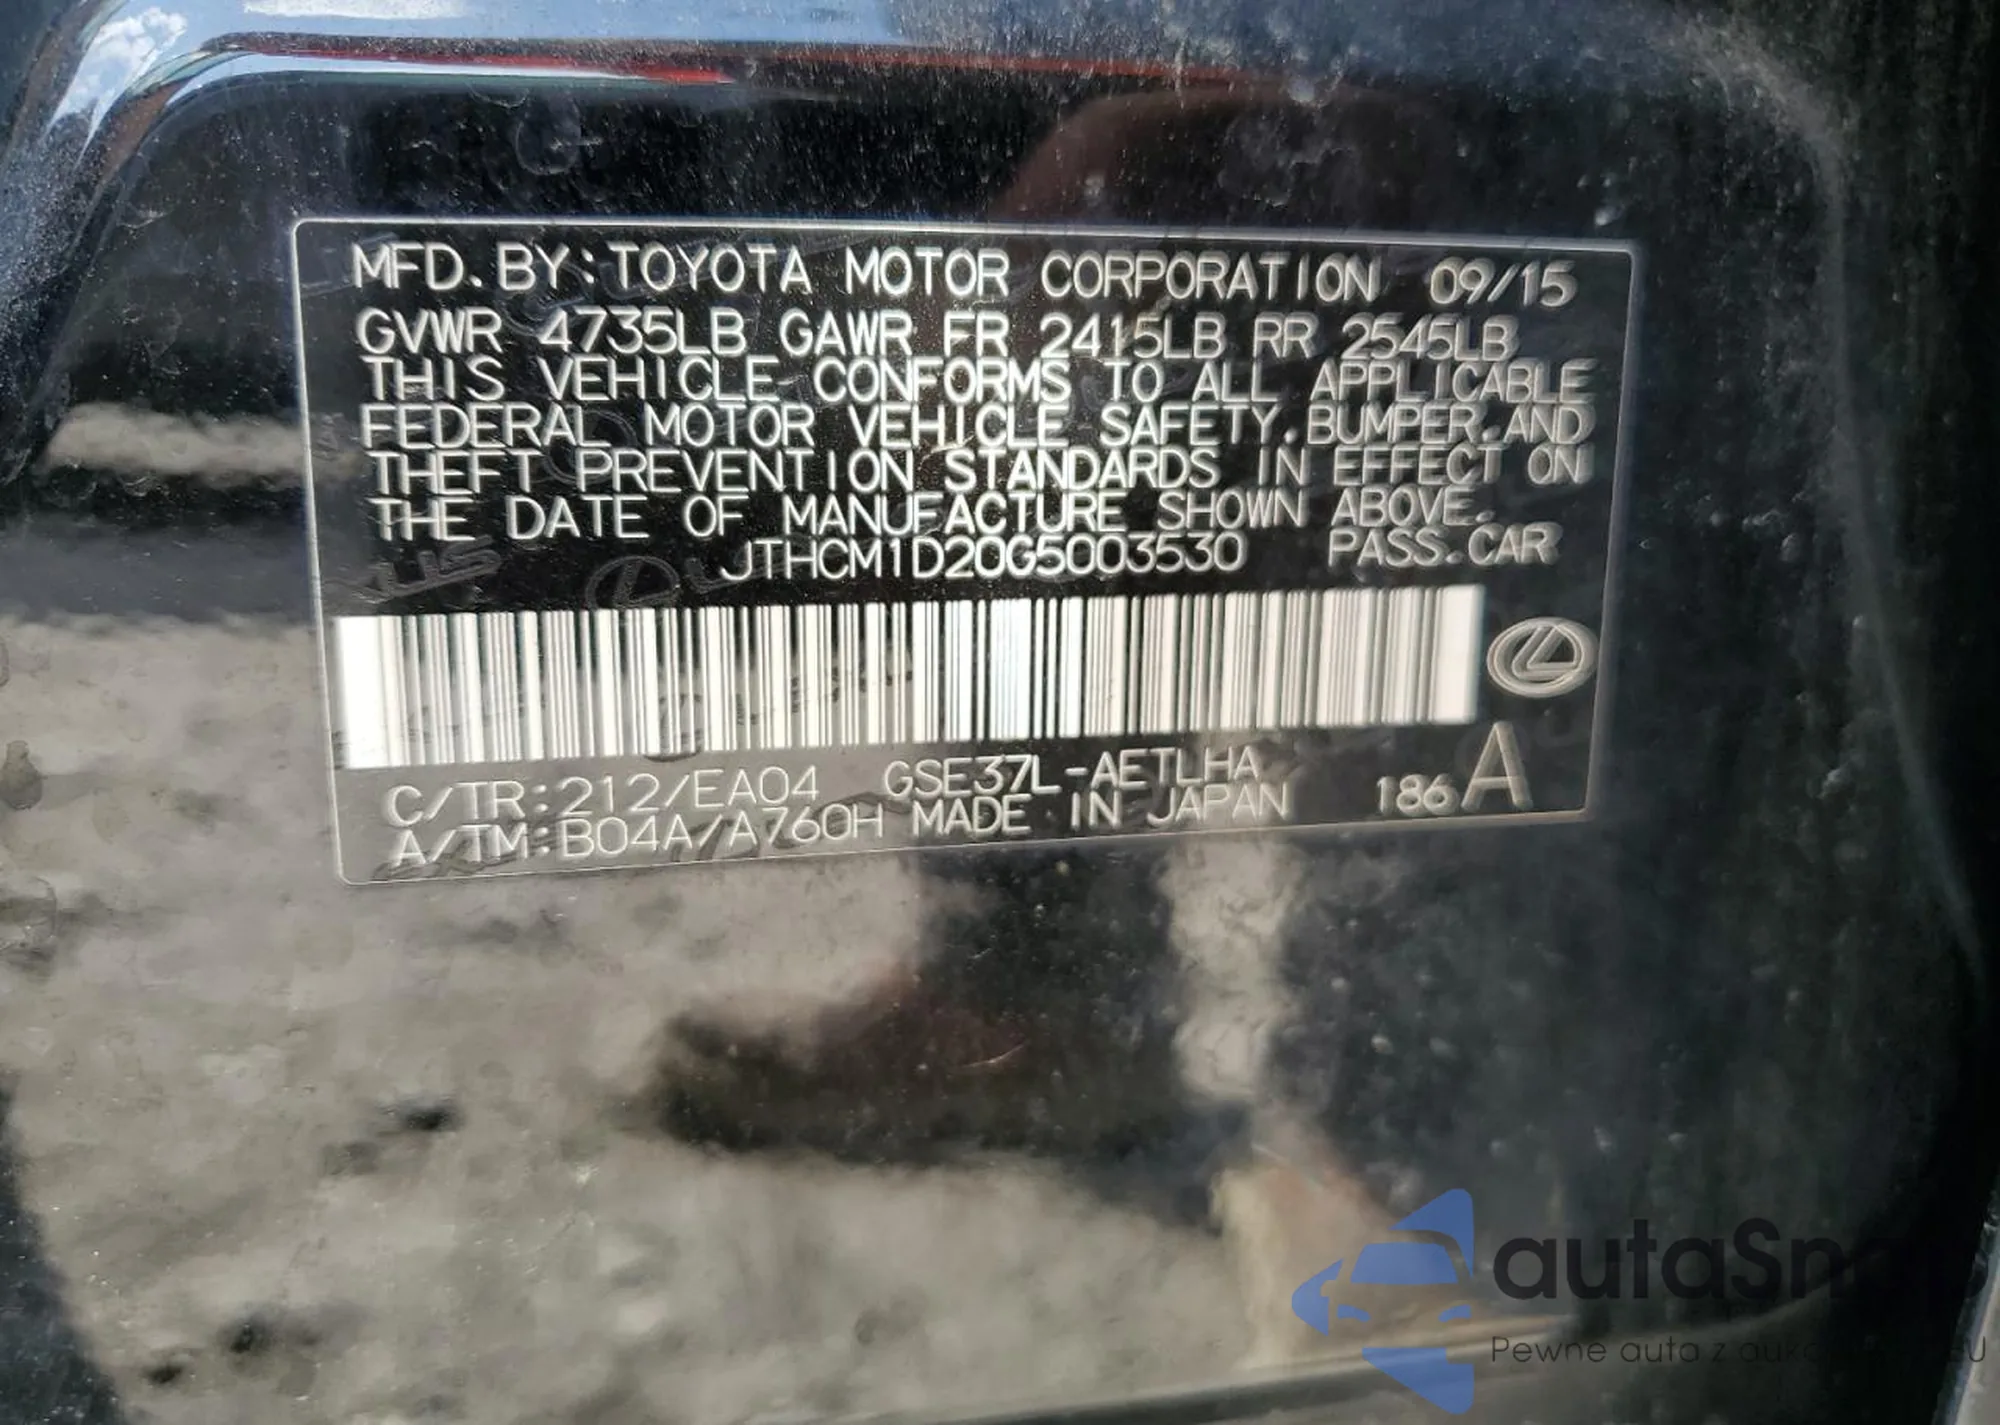 MFD. BY: TOYOTA MOTOR CORPORATION 09/15
GVWR 4735LB GAWR FR 2415LB RR 2545LB
THIS VEHICLE CONFORMS TO ALL APPLICABLE
FEDERAL MOTOR VEHICLE SAFETY, BUMPER, AND
THEFT PREVENTION STANDARDS IN EFFECT ON
THE DATE OF MANUFACTURE SHOWN ABOVE.
JTHCM1D20G5003530 PASS. CAR
C/TR: 212/EA04 GSE37L-AETLHA
A/TM: B04A/A760H MADE IN JAPAN 186 A
Pewne auta z